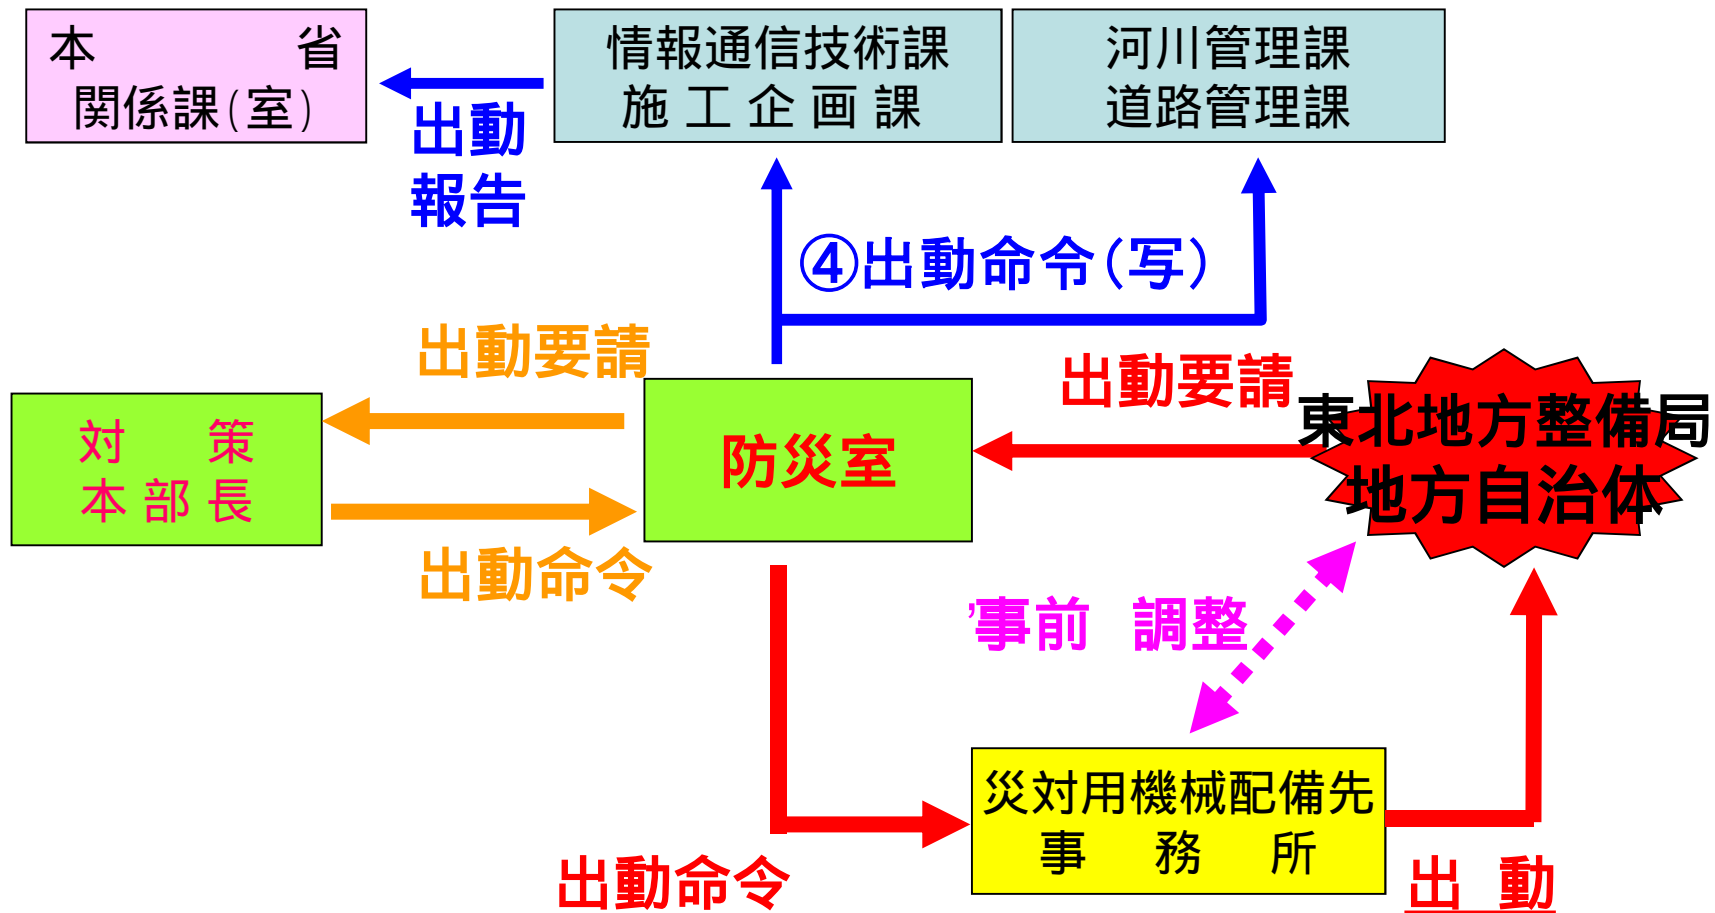 本　　　　省
関係課(室)
情報通信技術課
施 工 企 画 課
河川管理課
道路管理課
出動
報告
④出動命令(写)
出動要請
出動要請
東北地方整備局
地方自治体
対　　策
本 部 長
防災室
出動命令
事前　調整
災対用機械配備先
事　務　所
出動命令
出　動